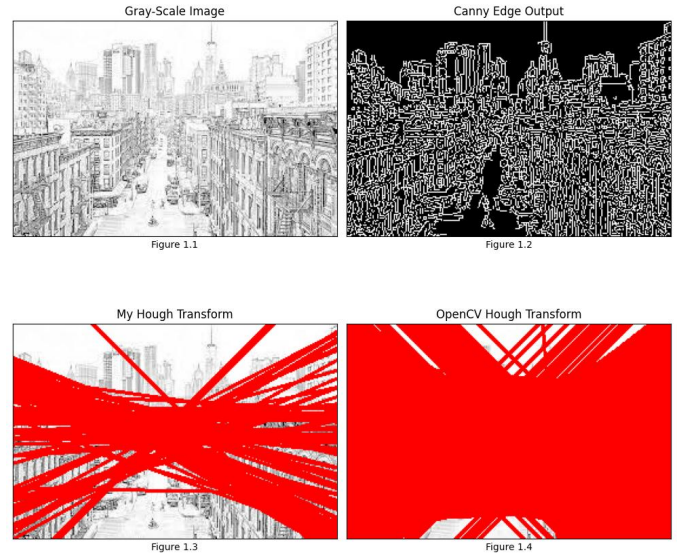 Gray-Scale Image
Canny Edge Output
Figure 1.1
Figure 1.2
My Hough Transform
OpenCV Hough Transform
Figure 1.3
Figure 1.4